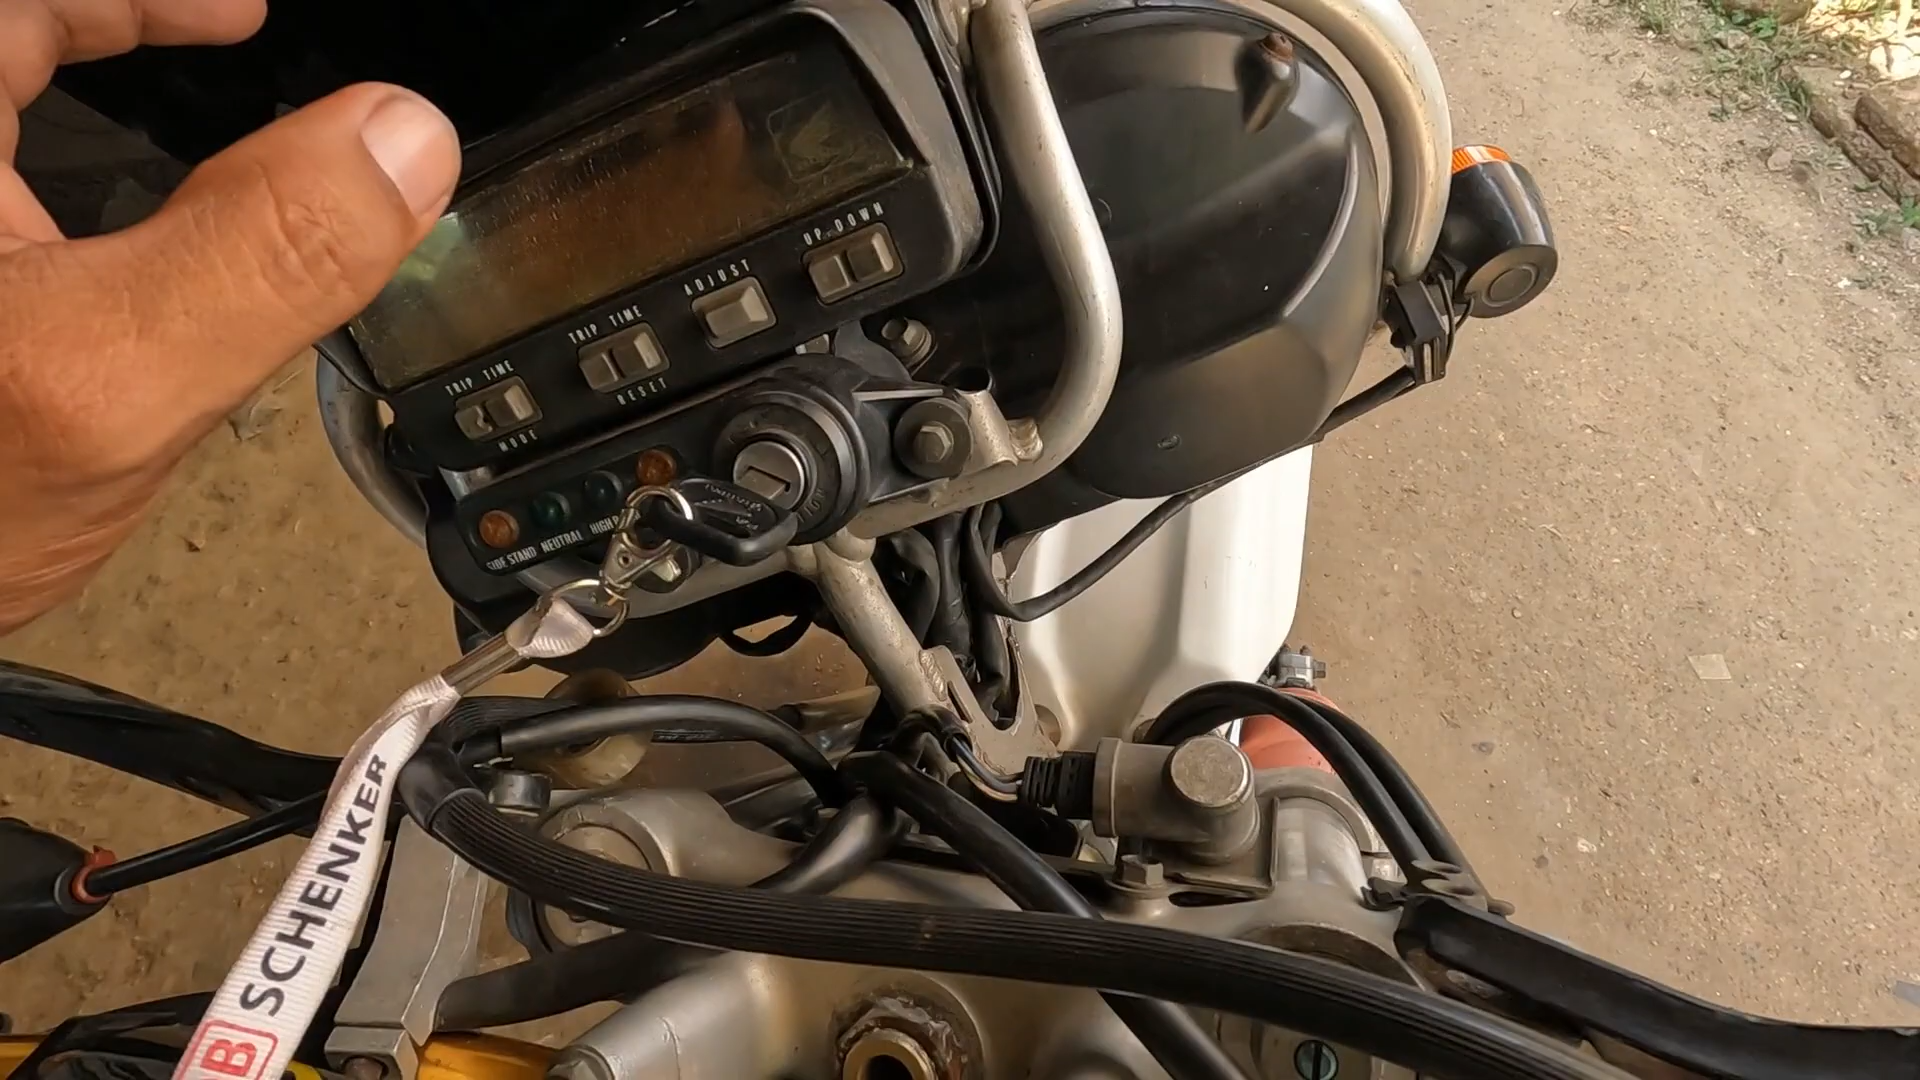 UP DOWN
ADJUST
TRIP TIME
RESET
TRIP TIME
MODE
SIDE STAND NEUTRAL HIGH
SCHENKER
B